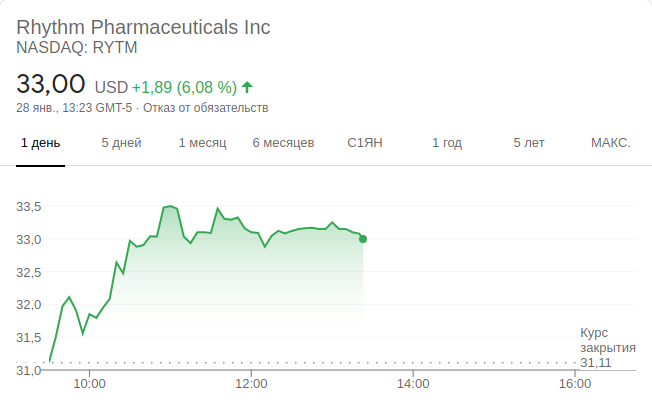 Rhythm Pharmaceuticals Inc
NASDAQ: RYTM
33,00 USD +1,89 (6,08 %)
28 янв., 13:23 GMT-5 · Отказ от обязательств
1 день 5 дней 1 месяц 6 месяцев С1ЯН 1 год 5 лет МАКС.
33,5
33,0
32,5
32,0
31,5
31,0
Курс
закрытия
31,11
10:00 12:00 14:00 16:00